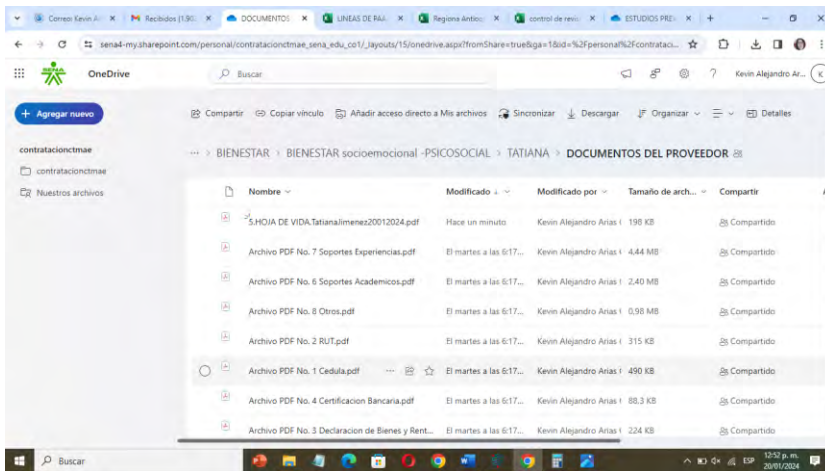 Correo Kevin A
Recibidos (1.90
DOCUMENTOS
LINEAS DE PAA
Regiona Antioq
control de revis
ESTUDIOS PREV
sena4-my.sharepoint.com/personal/contratacionctmae_sena_edu_co1/_layouts/15/onedrive.aspx?fromShare=true&ga=1&id=%2Fpersonal%2Fcontrataci...
SENA
OneDrive
Buscar
Kevin Alejandro Ar...
K
+ Agregar nuevo
Compartir
Copiar vínculo
Añadir acceso directo a Mis archivos
Sincronizar
Descargar
Organizar
Detalles
contratacionctmae
contratacionctmae
Nuestros archivos
... > BIENESTAR > BIENESTAR socioemocional -PSICOSOCIAL > TATIANA > DOCUMENTOS DEL PROVEEDOR
Nombre Modificado Modificado por Tamaño de arch... Compartir
5.HOJA DE VIDA.TatianaJimenez20012024.pdf Hace un minuto Kevin Alejandro Arias 198 KB Compartido
Archivo PDF No. 7 Soportes Experiencias.pdf El martes a las 6:17... Kevin Alejandro Arias 4,44 MB Compartido
Archivo PDF No. 6 Soportes Academicos.pdf El martes a las 6:17... Kevin Alejandro Arias 2,40 MB Compartido
Archivo PDF No. 8 Otros.pdf El martes a las 6:17... Kevin Alejandro Arias 0,98 MB Compartido
Archivo PDF No. 2 RUT.pdf El martes a las 6:17... Kevin Alejandro Arias 315 KB Compartido
Archivo PDF No. 1 Cedula.pdf El martes a las 6:17... Kevin Alejandro Arias 490 KB Compartido
Archivo PDF No. 4 Certificacion Bancaria.pdf El martes a las 6:17... Kevin Alejandro Arias 88,3 KB Compartido
Archivo PDF No. 3 Declaracion de Bienes y Rent... El martes a las 6:17... Kevin Alejandro Arias 224 KB Compartido
Buscar
ESP
12:52 p. m.
20/01/2024